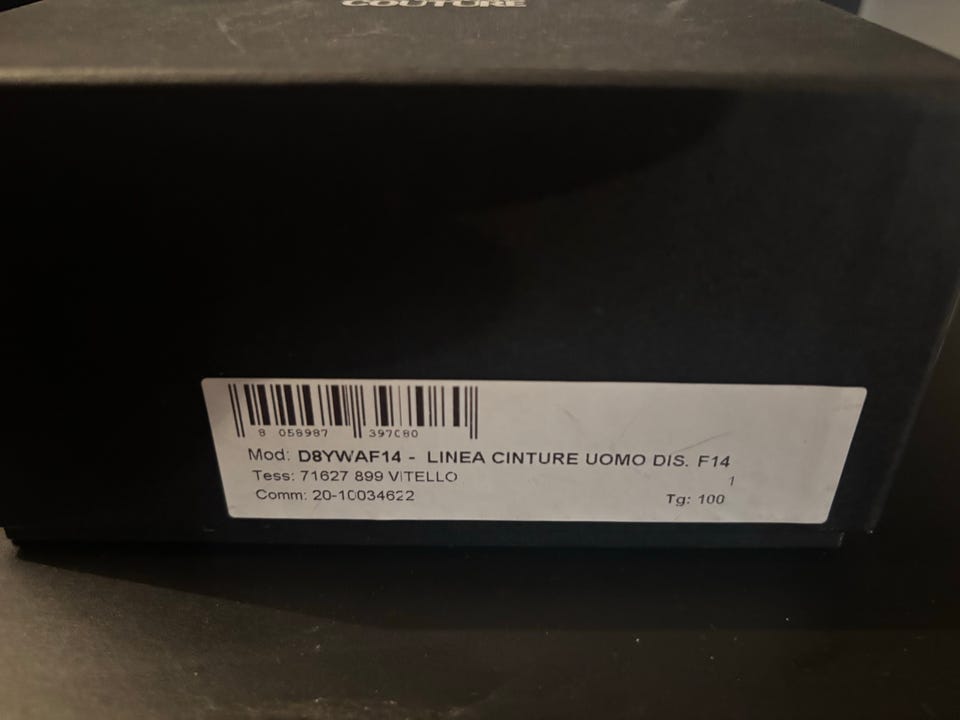 COUTURE
8 058987 397080
Mod: D8YWAF14 - LINEA CINTURE UOMO DIS. F14
Tess: 71627 899 VITELLO
1
Comm: 20-10034622
Tg: 100